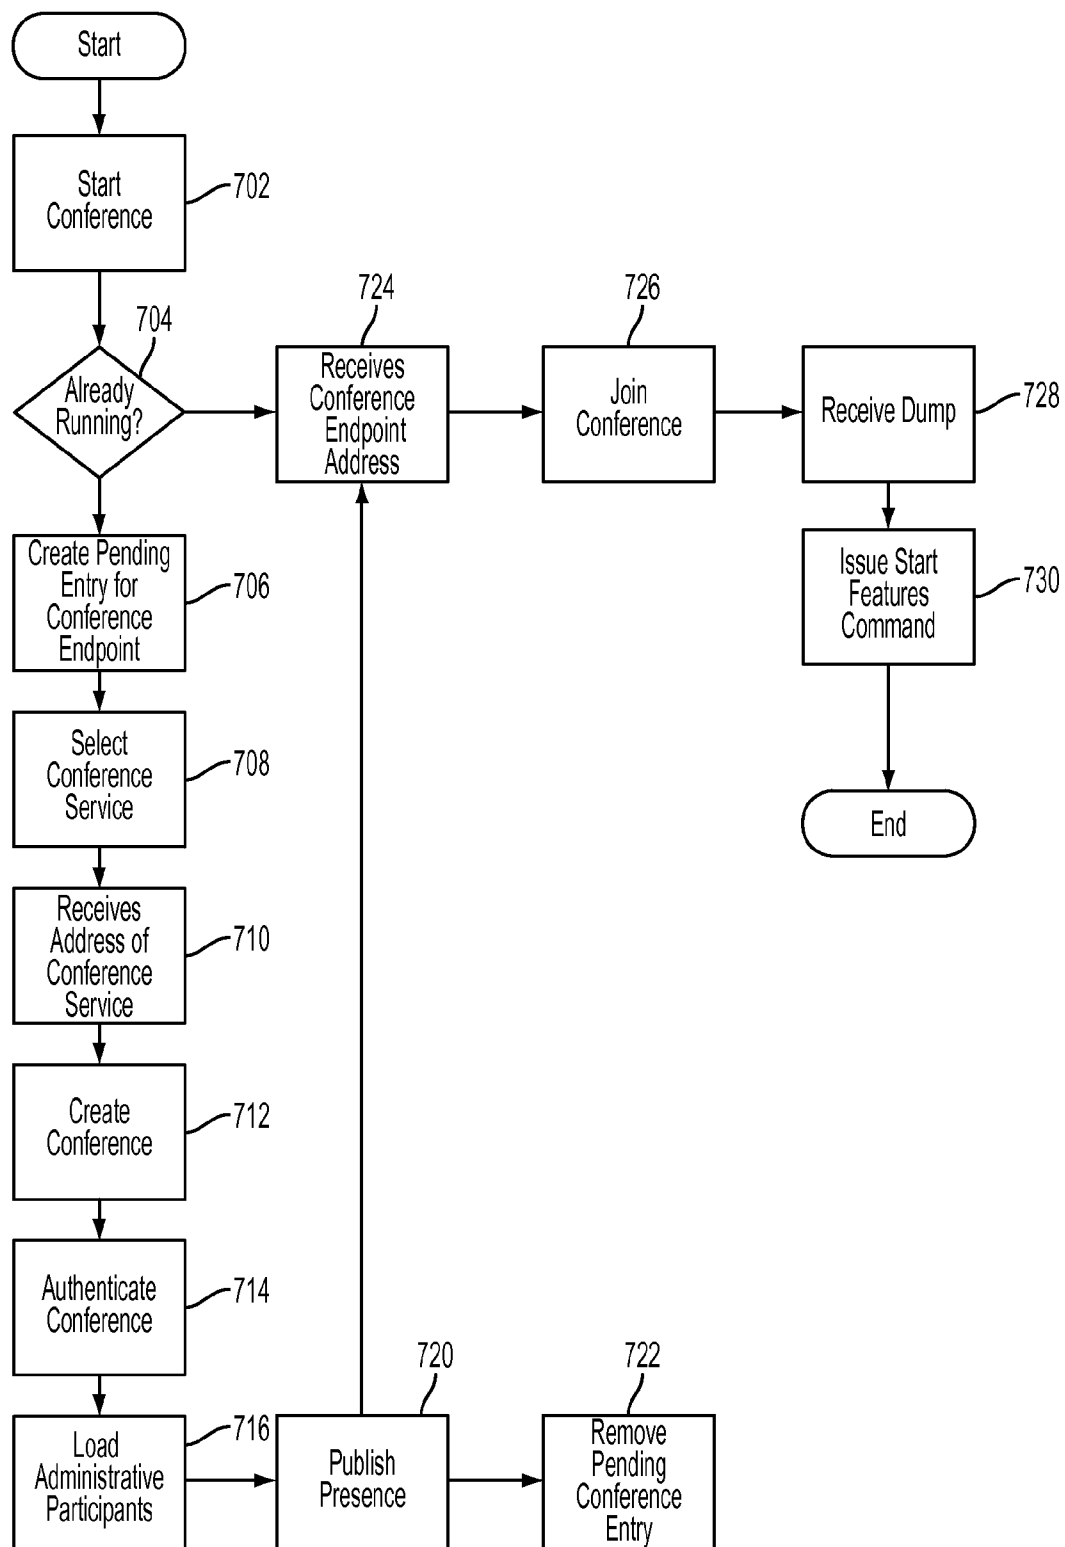 Start
Start
Conference
702
704
Already
Running?
724
Receives
Conference
Endpoint
Address
726
Join
Conference
Receive Dump
728
Create Pending
Entry for
Conference
Endpoint
706
Issue Start
Features
Command
730
Select
Conference
Service
708
End
Receives
Address of
Conference
Service
710
Create
Conference
712
Authenticate
Conference
714
Load
Administrative
Participants
716
720
Publish
Presence
722
Remove
Pending
Conference
Entry